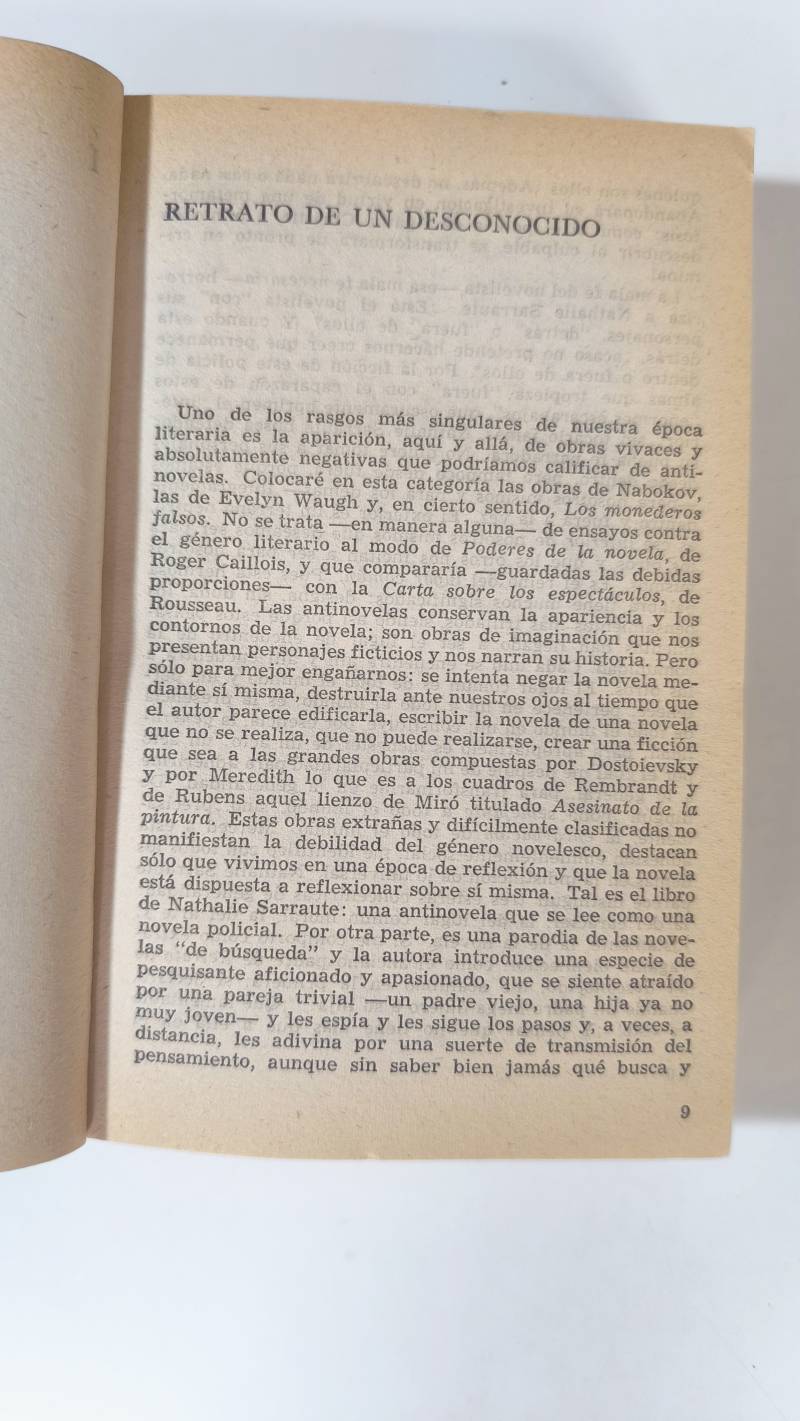 RETRATO DE UN DESCONOCIDO
Uno de los rasgos más singulares de nuestra época
literaria es la aparición, aquí y allá, de obras vivaces y
absolutamente negativas que podríamos calificar de anti-
novelas. Colocaré en esta categoría las obras de Nabokov,
las de Evelyn Waugh y, en cierto sentido, Los monederos
falsos. No se trata —en manera alguna— de ensayos contra
el género literario al modo de Poderes de la novela, de
Roger Caillois, y que compararía —guardadas las debidas
proporciones— con la Carta sobre los espectáculos, de
Rousseau. Las antinovelas conservan la apariencia y los
contornos de la novela; son obras de imaginación que nos
presentan personajes ficticios y nos narran su historia. Pero
sólo para mejor engañarnos: se intenta negar la novela me-
diante sí misma, destruirla ante nuestros ojos al tiempo que
el autor parece edificarla, escribir la novela de una novela
que no se realiza, que no puede realizarse, crear una ficción
que sea a las grandes obras compuestas por Dostoievsky
y por Meredith lo que es a los cuadros de Rembrandt y
de Rubens aquel lienzo de Miró titulado Asesinato de la
pintura. Estas obras extrañas y difícilmente clasificadas no
manifiestan la debilidad del género novelesco, destacan
sólo que vivimos en una época de reflexión y que la novela
está dispuesta a reflexionar sobre sí misma. Tal es el libro
de Nathalie Sarraute: una antinovela que se lee como una
novela policial. Por otra parte, es una parodia de las nove-
las “de búsqueda” y la autora introduce una especie de
pesquisante aficionado y apasionado, que se siente atraído
por una pareja trivial —un padre viejo, una hija ya no
muy joven— y les espía y les sigue los pasos y, a veces, a
distancia, les adivina por una suerte de transmisión del
pensamiento, aunque sin saber bien jamás qué busca y
9